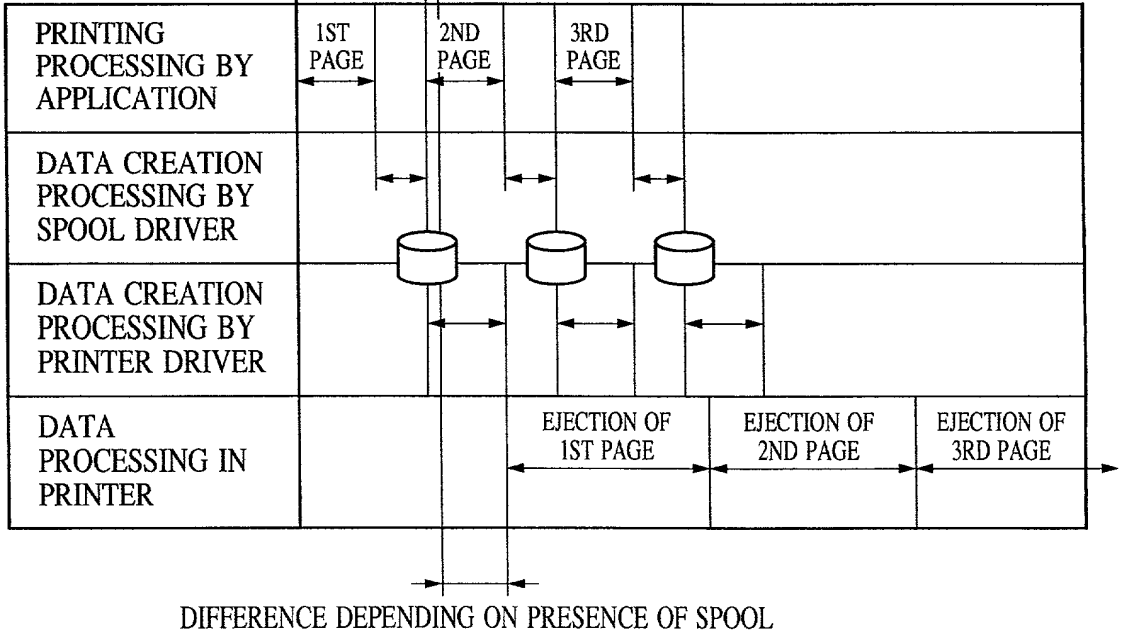 PRINTING
PROCESSING BY
APPLICATION
1ST
PAGE
2ND
PAGE
3RD
PAGE
DATA CREATION
PROCESSING BY
SPOOL DRIVER
DATA CREATION
PROCESSING BY
PRINTER DRIVER
DATA
PROCESSING IN
PRINTER
EJECTION OF
1ST PAGE
EJECTION OF
2ND PAGE
EJECTION OF
3RD PAGE
DIFFERENCE DEPENDING ON PRESENCE OF SPOOL